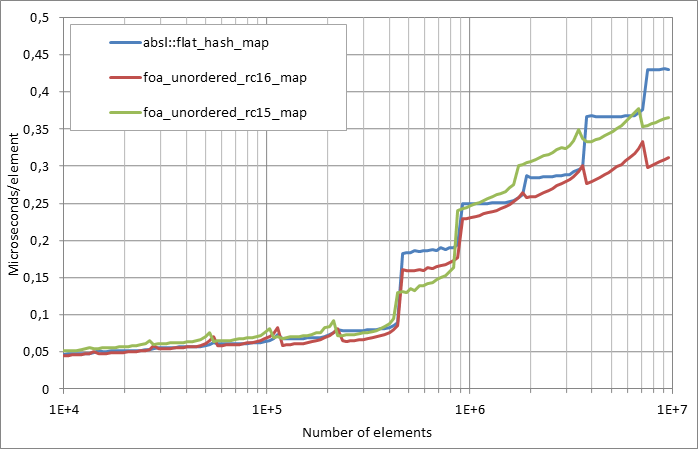 0,5
0,45
0,4
0,35
0,3
0,25
0,2
0,15
0,1
0,05
0
Microseconds/element
absl::flat_hash_map
foa_unordered_rc16_map
foa_unordered_rc15_map
1E+4 1E+5 1E+6 1E+7
Number of elements